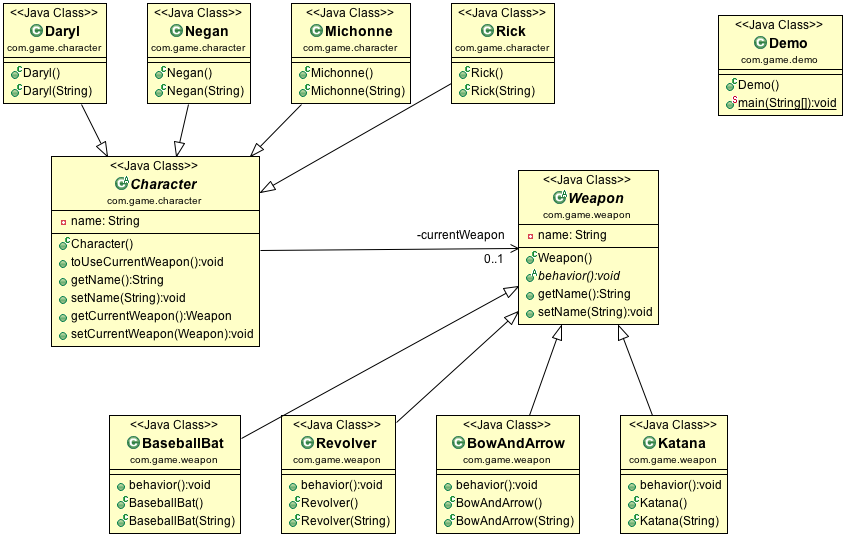 <<Java Class>>
Daryl
com.game.character
Daryl()
Daryl(String)
<<Java Class>>
Negan
com.game.character
Negan()
Negan(String)
<<Java Class>>
Michonne
com.game.character
Michonne()
Michonne(String)
<<Java Class>>
Rick
com.game.character
Rick()
Rick(String)
<<Java Class>>
Demo
com.game.demo
Demo()
main(String[]):void
<<Java Class>>
Character
com.game.character
name: String
Character()
toUseCurrentWeapon():void
getName():String
setName(String):void
getCurrentWeapon():Weapon
setCurrentWeapon(Weapon):void
-currentWeapon
0..1
<<Java Class>>
Weapon
com.game.weapon
name: String
Weapon()
behavior():void
getName():String
setName(String):void
<<Java Class>>
BaseballBat
com.game.weapon
behavior():void
BaseballBat()
BaseballBat(String)
<<Java Class>>
Revolver
com.game.weapon
behavior():void
Revolver()
Revolver(String)
<<Java Class>>
BowAndArrow
com.game.weapon
behavior():void
BowAndArrow()
BowAndArrow(String)
<<Java Class>>
Katana
com.game.weapon
behavior():void
Katana()
Katana(String)